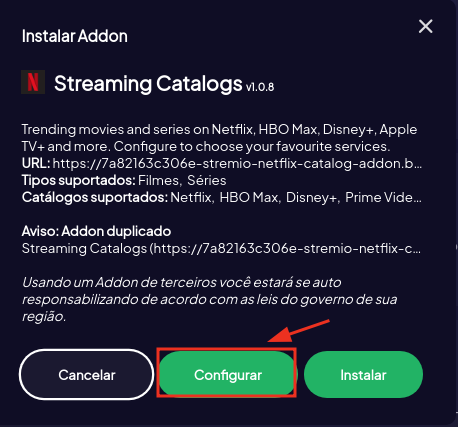 Instalar Addon
N Streaming Catalogs v1.0.8
Trending movies and series on Netflix, HBO Max, Disney+, Apple
TV+ and more. Configure to choose your favourite services.
URL: https://7a82163c306e-stremio-netflix-catalog-addon.b...
Tipos suportados: Filmes, Séries
Catálogos suportados: Netflix, HBO Max, Disney+, Prime Vide...
Aviso: Addon duplicado
Streaming Catalogs (https://7a82163c306e-stremio-netflix-c...
Usando um Addon de terceiros você estará se auto
responsabilizando de acordo com as leis do governo de sua
região.
Cancelar Configurar Instalar